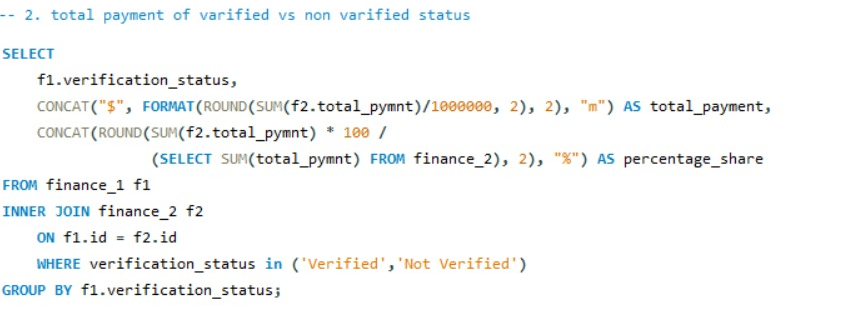 -- 2. total payment of varified vs non varified status
SELECT
f1.verification_status,
CONCAT("$", FORMAT(ROUND(SUM(f2.total_pymnt)/1000000, 2), 2), "m") AS total_payment,
CONCAT(ROUND(SUM(f2.total_pymnt) * 100 /
(SELECT SUM(total_pymnt) FROM finance_2), 2), "%") AS percentage_share
FROM finance_1 f1
INNER JOIN finance_2 f2
ON f1.id = f2.id
WHERE verification_status in ('Verified','Not Verified')
GROUP BY f1.verification_status;